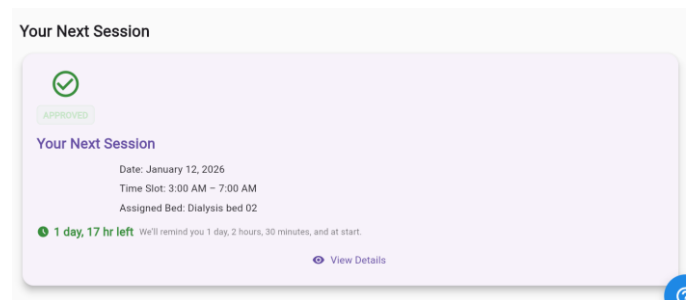 Your Next Session
APPROVED
Your Next Session
Date: January 12, 2026
Time Slot: 3:00 AM – 7:00 AM
Assigned Bed: Dialysis bed 02
1 day, 17 hr left We'll remind you 1 day, 2 hours, 30 minutes, and at start.
View Details